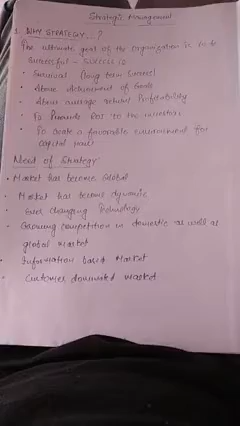 Strategic Management
1. WHY STRATEGY...?
The ultimate goal of the organization is to be
successful - success is
• Survival (long term success)
• Above achievement of Goals
• Above average return/Profitability
• To Provide ROI to the investors
• To create a favorable environment for
capital
Need of Strategy
• Market has become Global
• Market has become dynamic
• Ever Changing Technology
• Growing competition in domestic as well as
global market
• Information based Market
• Customer dominated market